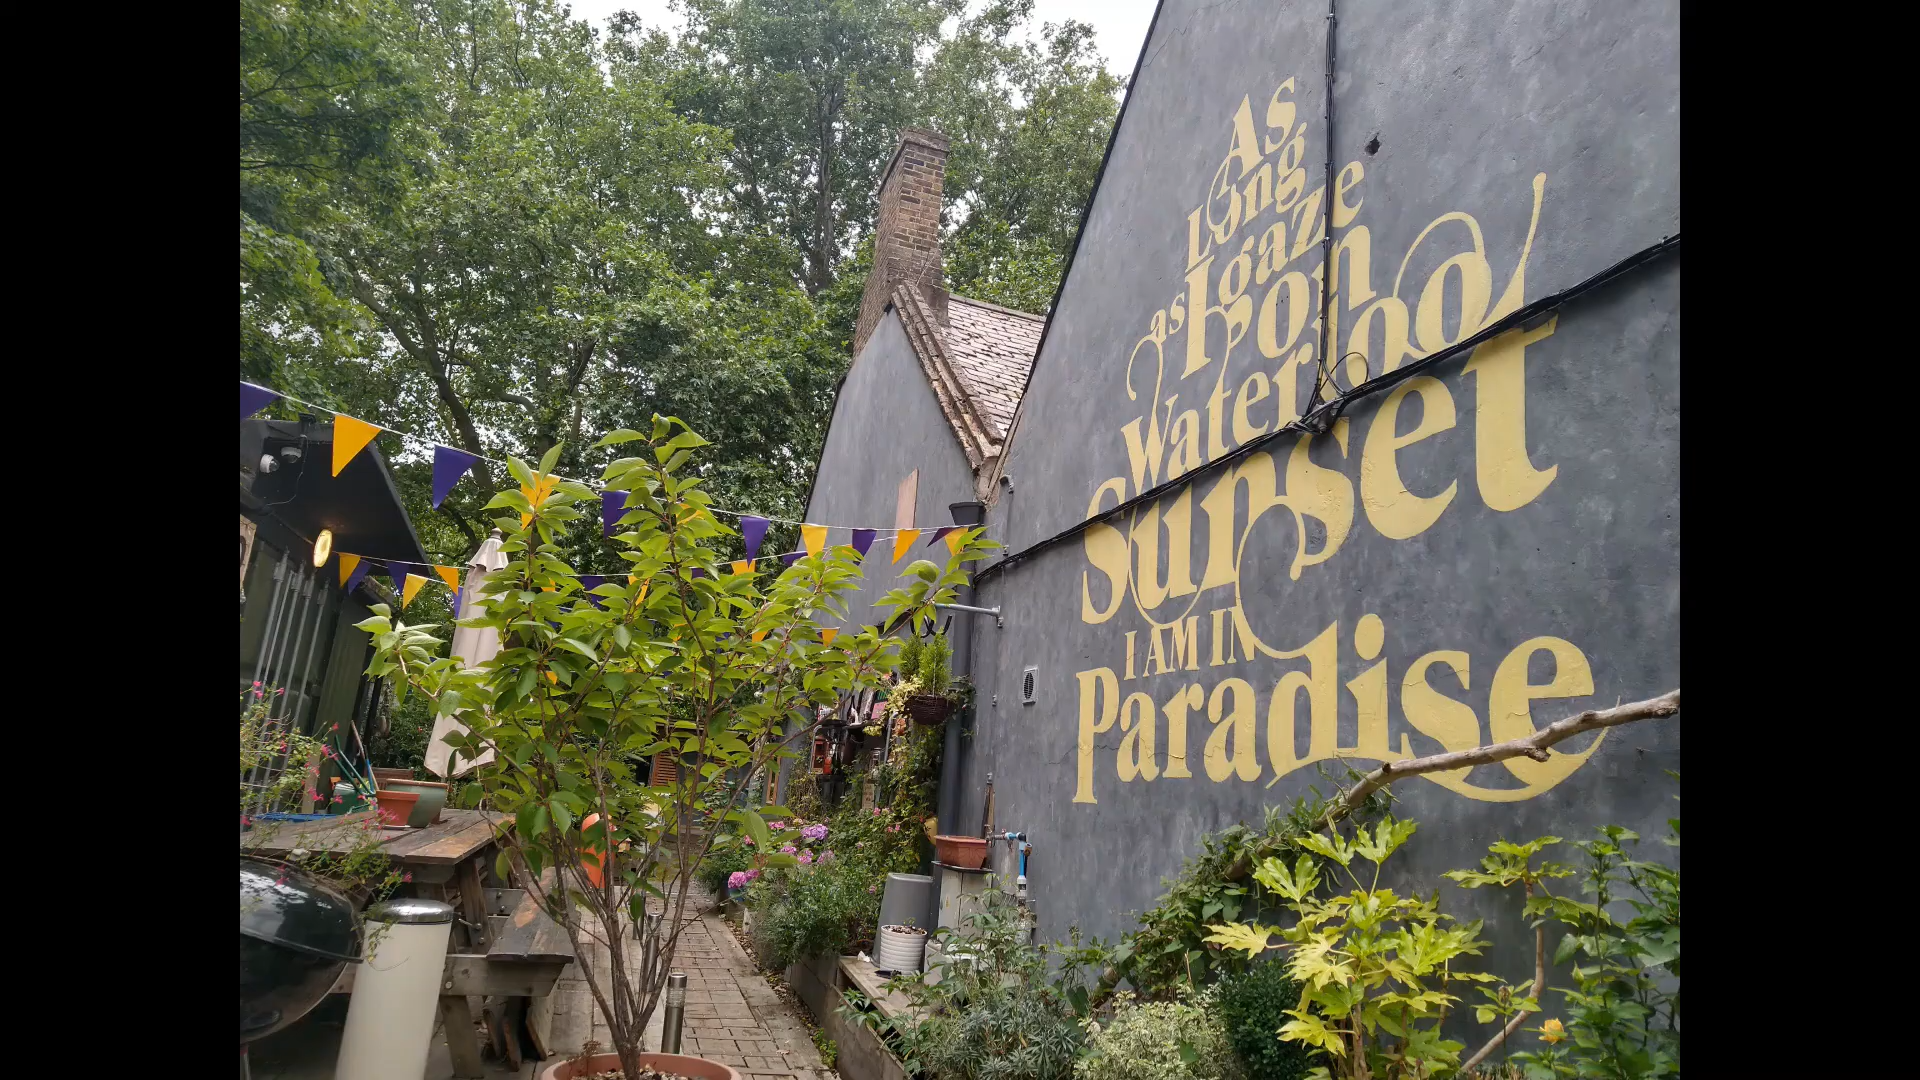 As
Long
as I gaze
on
Waterloo
Sunset
I AM IN
Paradise